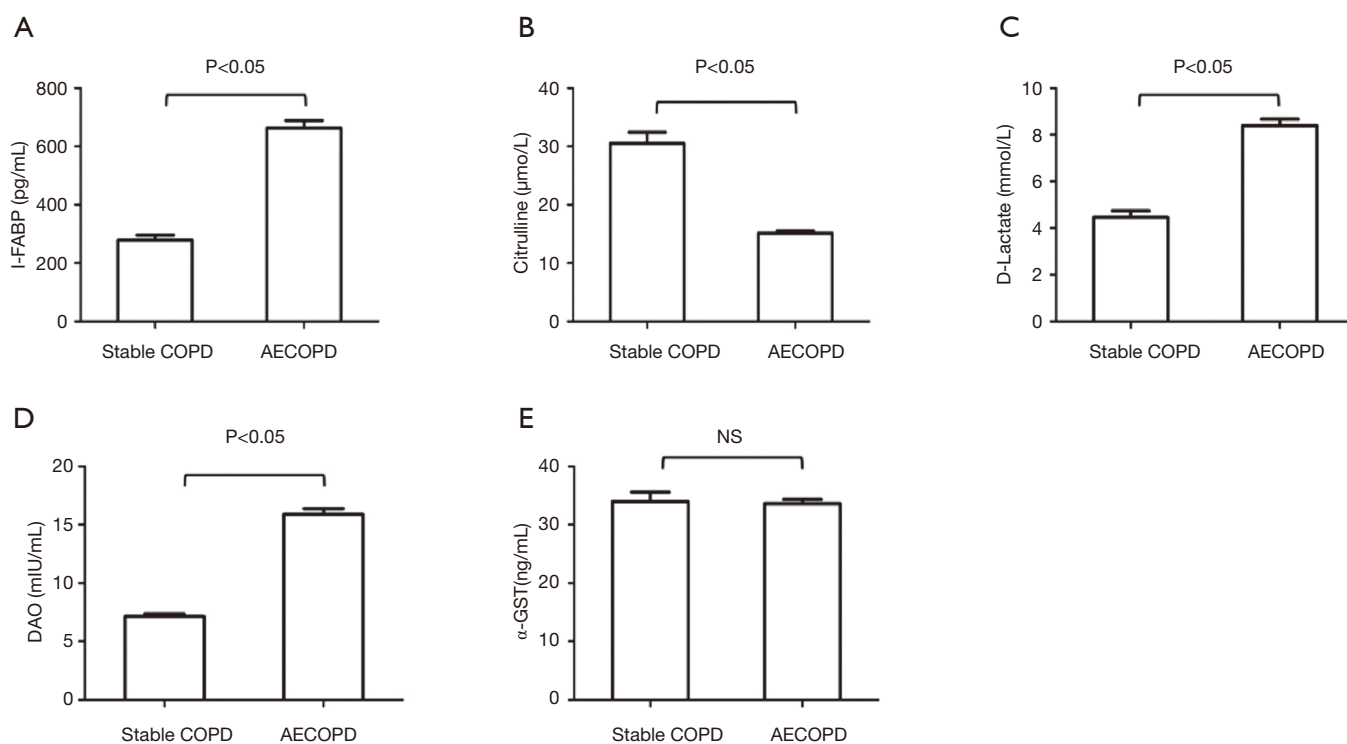 A
P<0.05
800
600
400
200
0
I-FABP (pg/mL)
Stable COPD
AECOPD
B
P<0.05
40
30
20
10
0
Citrulline (μmo/L)
Stable COPD
AECOPD
C
P<0.05
10
8
6
4
2
0
D-Lactate (mmol/L)
Stable COPD
AECOPD
D
P<0.05
20
15
10
5
0
DAO (mIU/mL)
Stable COPD
AECOPD
E
NS
40
30
20
10
0
α-GST(ng/mL)
Stable COPD
AECOPD